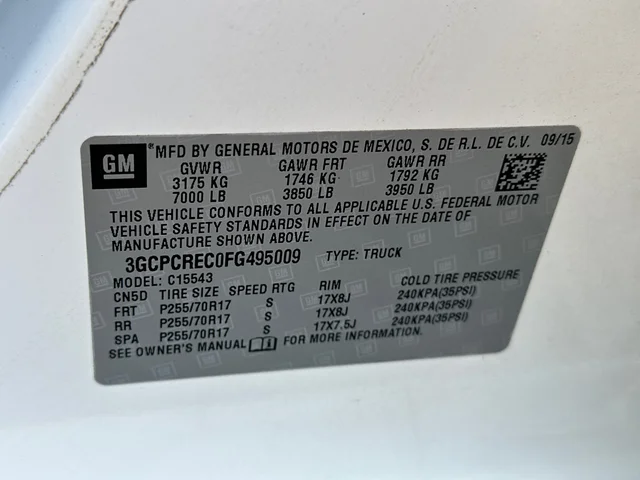 GM ®MFD BY GENERAL MOTORS DE MEXICO, S. DE R.L. DE C.V. 09/15
GVWR GAWR FRT GAWR RR
3175 KG 1746 KG 1792 KG
7000 LB 3850 LB 3950 LB
THIS VEHICLE CONFORMS TO ALL APPLICABLE U.S. FEDERAL MOTOR
VEHICLE SAFETY STANDARDS IN EFFECT ON THE DATE OF MANUFACTURE
SHOWN ABOVE.
3GCPCREC0FG495009 TYPE: TRUCK
MODEL: C15543
CN5D TIRE SIZE SPEED RTG RIM COLD TIRE PRESSURE
FRT P255/70R17 S 17X8J 240KPA(35PSI)
RR P255/70R17 S 17X8J 240KPA(35PSI)
SPA P255/70R17 S 17X7.5J 240KPA(35PSI)
SEE OWNER'S MANUAL FOR MORE INFORMATION.